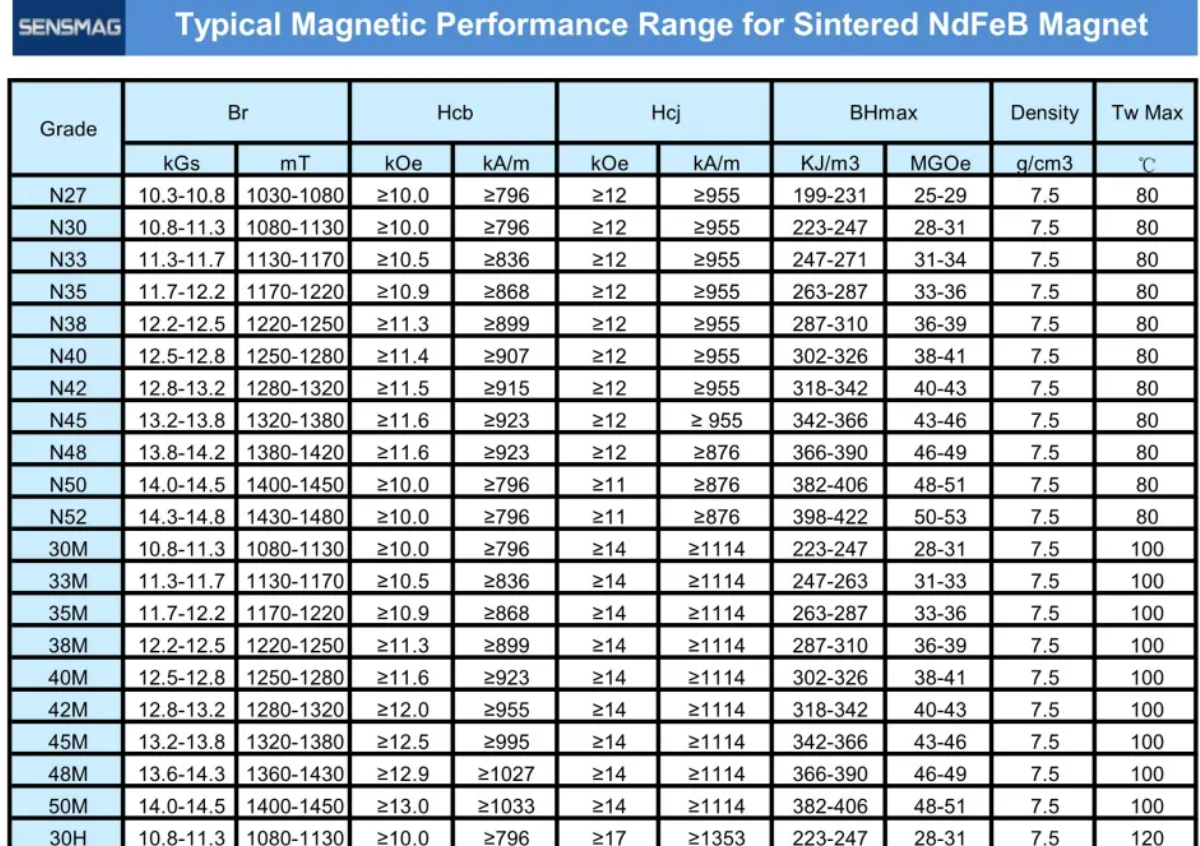 SENSMAG Typical Magnetic Performance Range for Sintered NdFeB Magnet
Grade Br Hcb Hcj BHmax Density Tw Max
kGs mT kOe kA/m kOe kA/m KJ/m3 MGOe g/cm3 ℃
N27 10.3-10.8 1030-1080 ≥10.0 ≥796 ≥12 ≥955 199-231 25-29 7.5 80
N30 10.8-11.3 1080-1130 ≥10.0 ≥796 ≥12 ≥955 223-247 28-31 7.5 80
N33 11.3-11.7 1130-1170 ≥10.5 ≥836 ≥12 ≥955 247-271 31-34 7.5 80
N35 11.7-12.2 1170-1220 ≥10.9 ≥868 ≥12 ≥955 263-287 33-36 7.5 80
N38 12.2-12.5 1220-1250 ≥11.3 ≥899 ≥12 ≥955 287-310 36-39 7.5 80
N40 12.5-12.8 1250-1280 ≥11.4 ≥907 ≥12 ≥955 302-326 38-41 7.5 80
N42 12.8-13.2 1280-1320 ≥11.5 ≥915 ≥12 ≥955 318-342 40-43 7.5 80
N45 13.2-13.8 1320-1380 ≥11.6 ≥923 ≥12 ≥ 955 342-366 43-46 7.5 80
N48 13.8-14.2 1380-1420 ≥11.6 ≥923 ≥12 ≥876 366-390 46-49 7.5 80
N50 14.0-14.5 1400-1450 ≥10.0 ≥796 ≥11 ≥876 382-406 48-51 7.5 80
N52 14.3-14.8 1430-1480 ≥10.0 ≥796 ≥11 ≥876 398-422 50-53 7.5 80
30M 10.8-11.3 1080-1130 ≥10.0 ≥796 ≥14 ≥1114 223-247 28-31 7.5 100
33M 11.3-11.7 1130-1170 ≥10.5 ≥836 ≥14 ≥1114 247-263 31-33 7.5 100
35M 11.7-12.2 1170-1220 ≥10.9 ≥868 ≥14 ≥1114 263-287 33-36 7.5 100
38M 12.2-12.5 1220-1250 ≥11.3 ≥899 ≥14 ≥1114 287-310 36-39 7.5 100
40M 12.5-12.8 1250-1280 ≥11.6 ≥923 ≥14 ≥1114 302-326 38-41 7.5 100
42M 12.8-13.2 1280-1320 ≥12.0 ≥955 ≥14 ≥1114 318-342 40-43 7.5 100
45M 13.2-13.8 1320-1380 ≥12.5 ≥995 ≥14 ≥1114 342-366 43-46 7.5 100
48M 13.6-14.3 1360-1430 ≥12.9 ≥1027 ≥14 ≥1114 366-390 46-49 7.5 100
50M 14.0-14.5 1400-1450 ≥13.0 ≥1033 ≥14 ≥1114 382-406 48-51 7.5 100
30H 10.8-11.3 1080-1130 ≥10.0 ≥796 ≥17 ≥1353 223-247 28-31 7.5 120